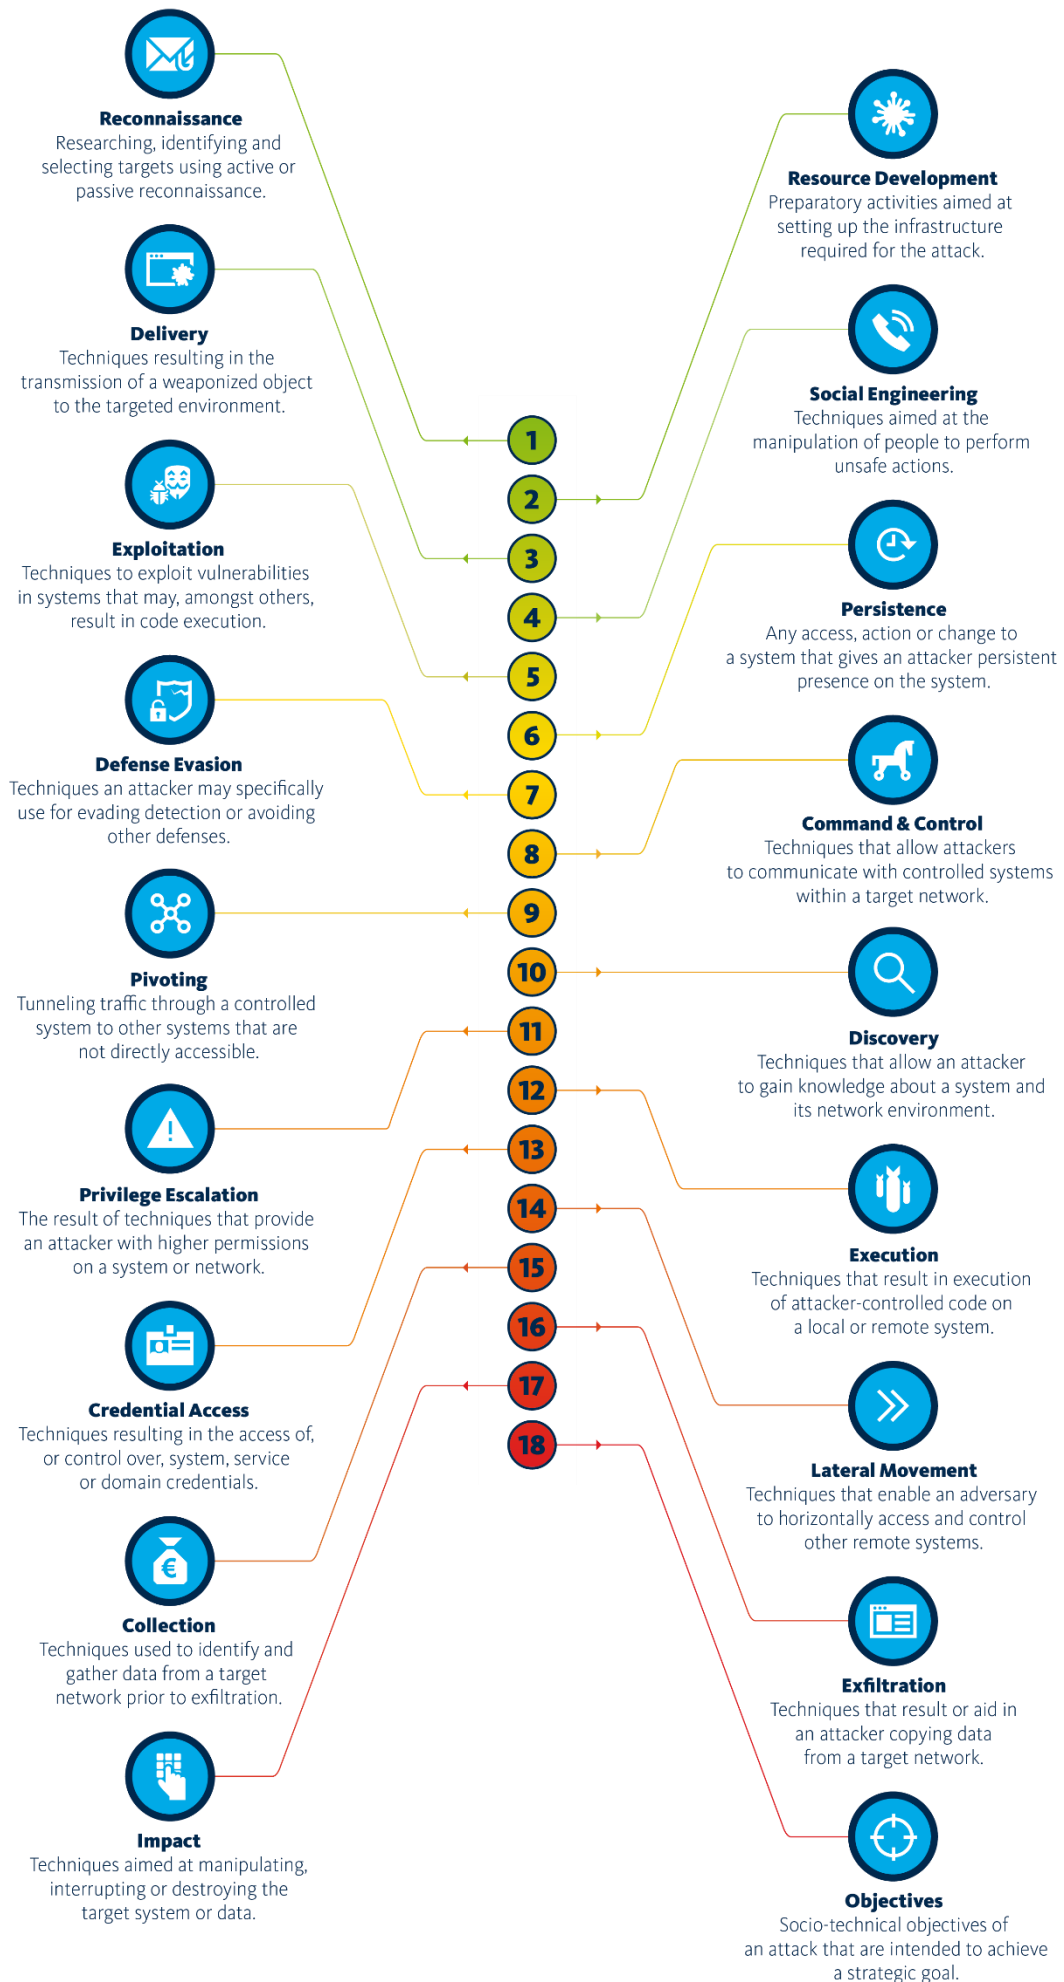 1
Reconnaissance
Researching, identifying and
selecting targets using active or
passive reconnaissance.
2
Resource Development
Preparatory activities aimed at
setting up the infrastructure
required for the attack.
3
Delivery
Techniques resulting in the
transmission of a weaponized object
to the targeted environment.
4
Social Engineering
Techniques aimed at the
manipulation of people to perform
unsafe actions.
5
Exploitation
Techniques to exploit vulnerabilities
in systems that may, amongst others,
result in code execution.
6
Persistence
Any access, action or change to
a system that gives an attacker persistent
presence on the system.
7
Defense Evasion
Techniques an attacker may specifically
use for evading detection or avoiding
other defenses.
8
Command & Control
Techniques that allow attackers
to communicate with controlled systems
within a target network.
9
Pivoting
Tunneling traffic through a controlled
system to other systems that are
not directly accessible.
10
Discovery
Techniques that allow an attacker
to gain knowledge about a system and
its network environment.
11
Privilege Escalation
The result of techniques that provide
an attacker with higher permissions
on a system or network.
12
Execution
Techniques that result in execution
of attacker-controlled code on
a local or remote system.
13
Credential Access
Techniques resulting in the access of,
or control over, system, service
or domain credentials.
14
Lateral Movement
Techniques that enable an adversary
to horizontally access and control
other remote systems.
15
€
Collection
Techniques used to identify and
gather data from a target
network prior to exfiltration.
16
Exfiltration
Techniques that result or aid in
an attacker copying data
from a target network.
17
Impact
Techniques aimed at manipulating,
interrupting or destroying the
target system or data.
18
Objectives
Socio-technical objectives of
an attack that are intended to achieve
a strategic goal.